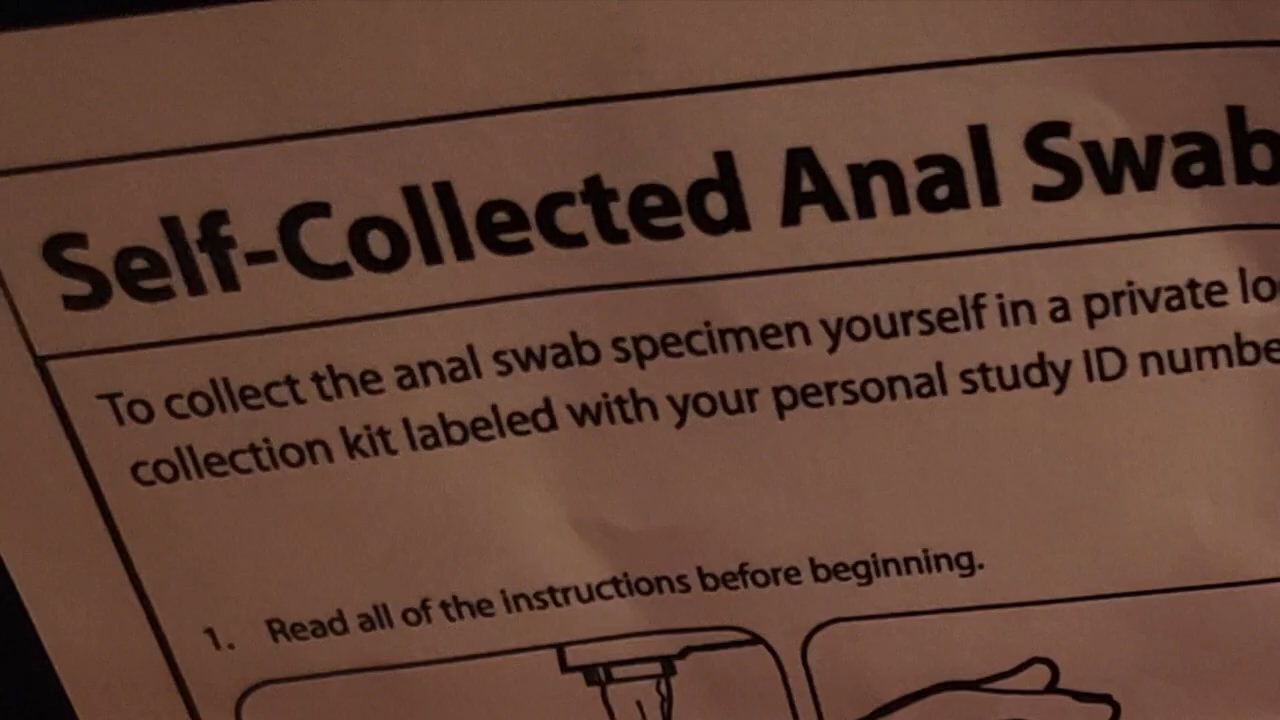 Self-Collected Anal Swab
To collect the anal swab specimen yourself in a private
collection kit labeled with your personal study ID
1. Read all of the instructions before beginning.